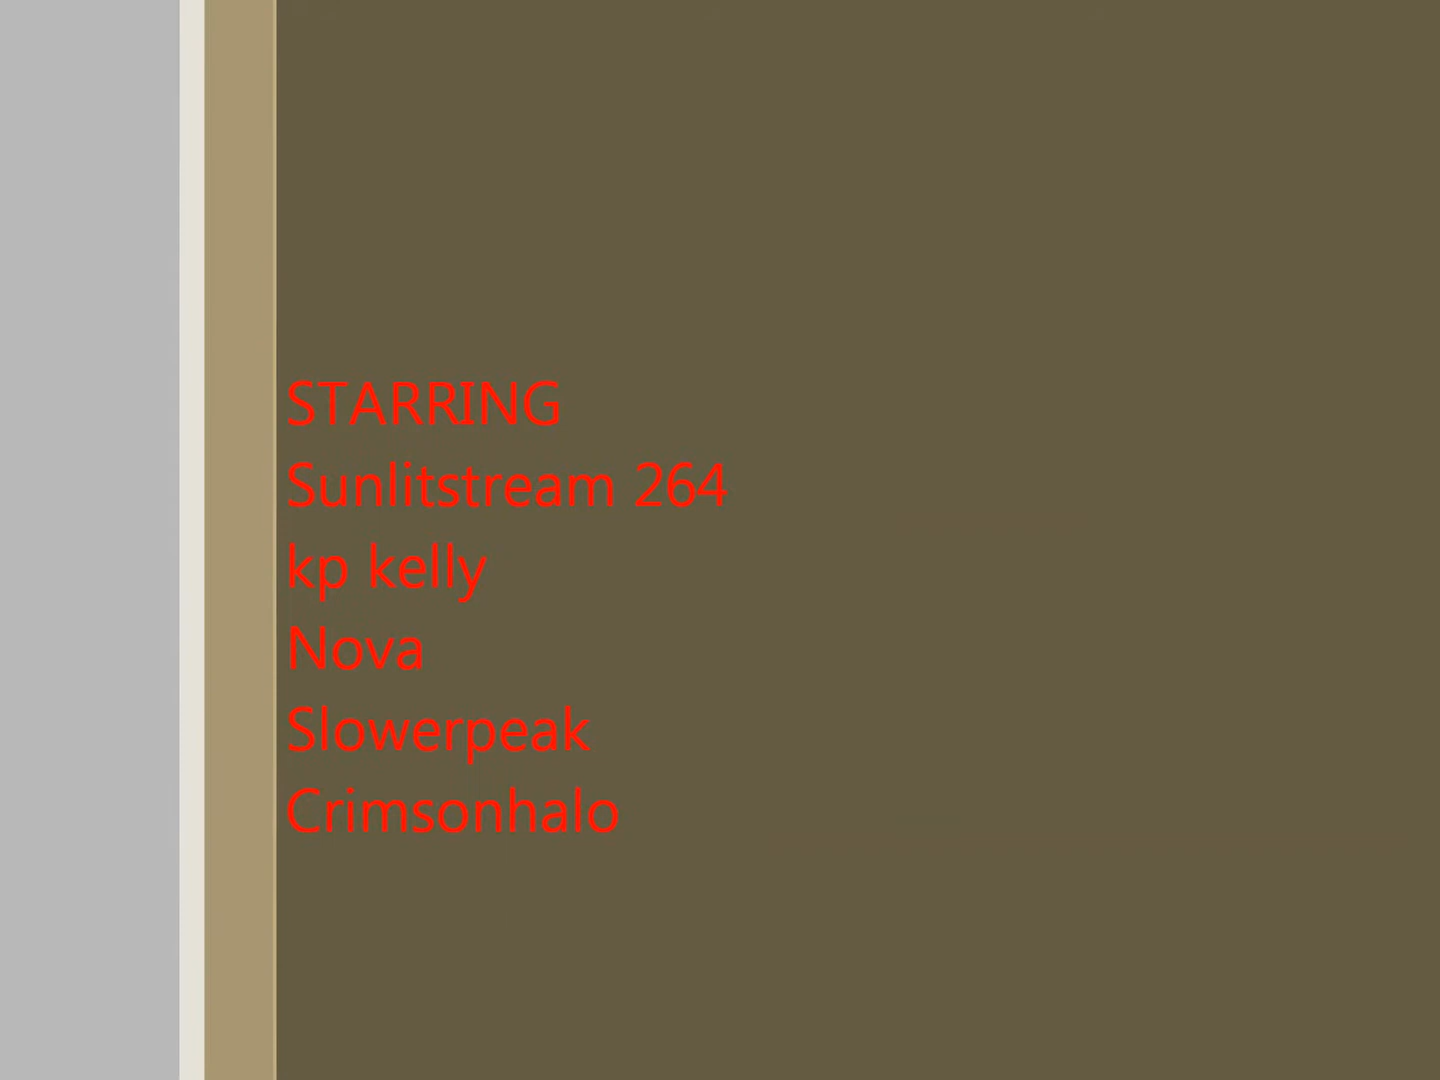 STARRING
Sunlitstream 264
kp kelly
Nova
Slowerpeak
Crimsonhalo